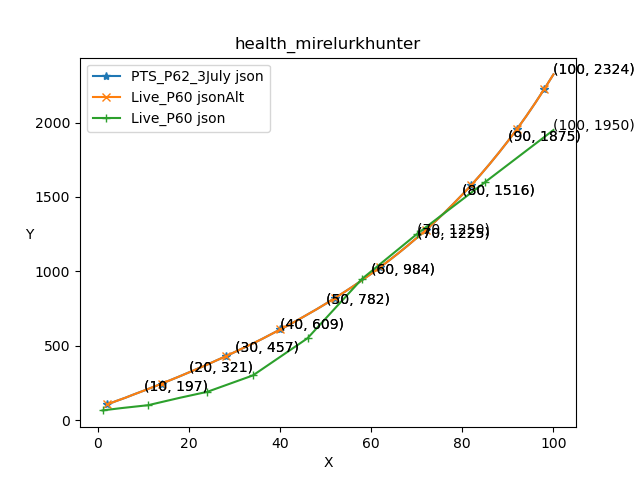 health_mirelurkhunter
PTS_P62_3July json
Live_P60 jsonAlt
Live_P60 json
(100, 2324)
(100, 1950)
(90, 1875)
(80, 1516)
(70, 1250)
(70, 1225)
(60, 984)
(50, 782)
(40, 609)
(30, 457)
(20, 321)
(10, 197)
Y
2000
1500
1000
500
0
0 20 40 60 80 100
X